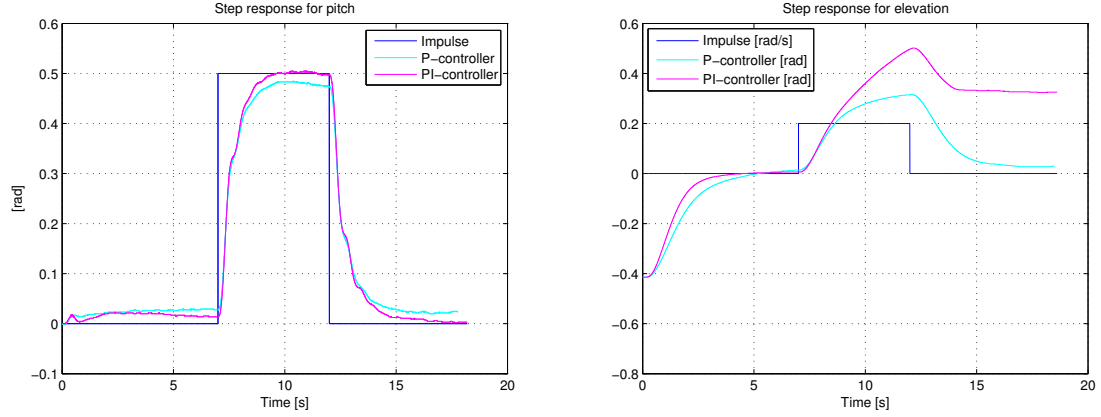 Step response for pitch
0.6
0.5
0.4
0.3
0.2
0.1
0
−0.1
[rad]
0
5
10
15
20
Time [s]
Impulse
P−controller
PI−controller
Step response for elevation
0.6
0.4
0.2
0
−0.2
−0.4
−0.6
−0.8
0
5
10
15
20
Time [s]
Impulse [rad/s]
P−controller [rad]
PI−controller [rad]